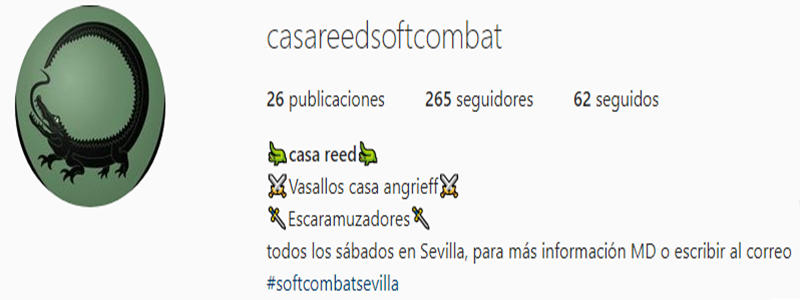 casareedsoftcombat
26 publicaciones 265 seguidores 62 seguidos
🐊casa reed🐊
⚔Vasallos casa angrieff⚔
🗡Escaramuzadores🗡
todos los sábados en Sevilla, para más información MD o escribir al correo
#softcombatsevilla